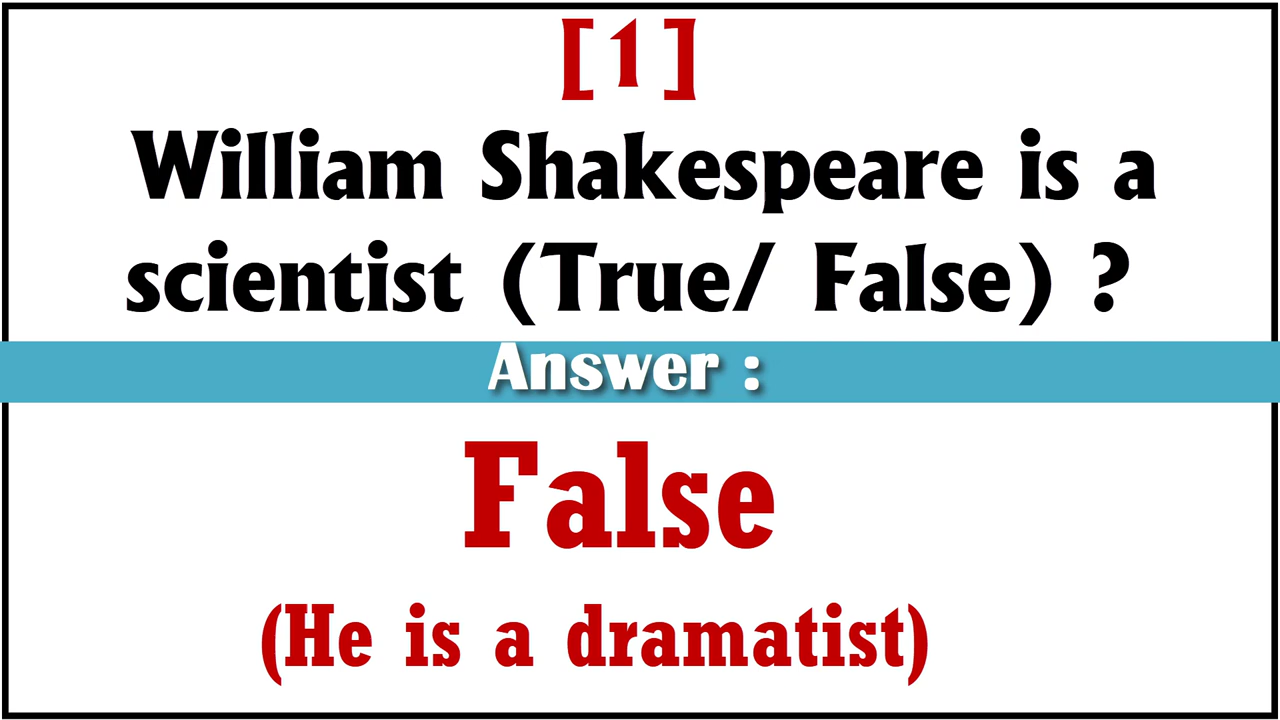 [1]
William Shakespeare is a
scientist (True/ False) ?
Answer :
False
(He is a dramatist)